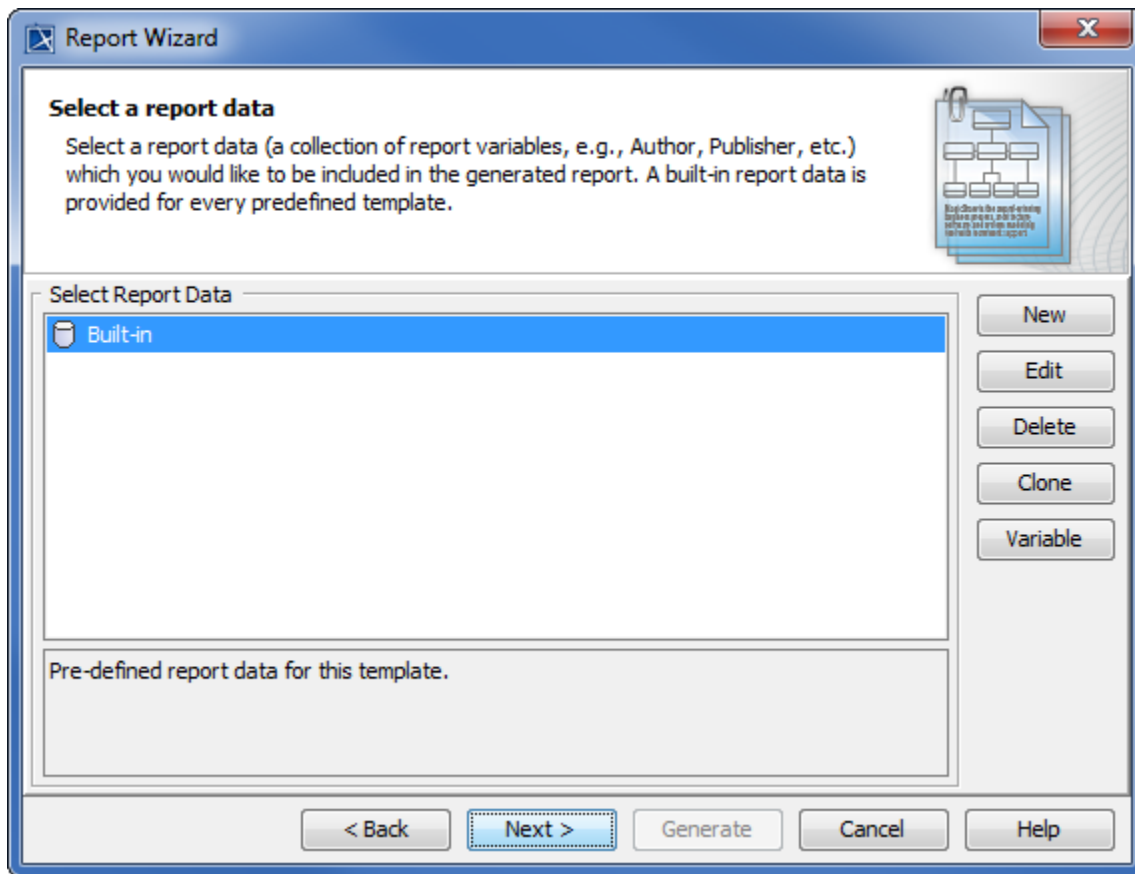 Report Wizard
Select a report data
Select a report data (a collection of report variables, e.g., Author, Publisher, etc.)
which you would like to be included in the generated report. A built-in report data is
provided for every predefined template.
Select Report Data
Built-in
New
Edit
Delete
Clone
Variable
Pre-defined report data for this template.
< Back
Next >
Generate
Cancel
Help